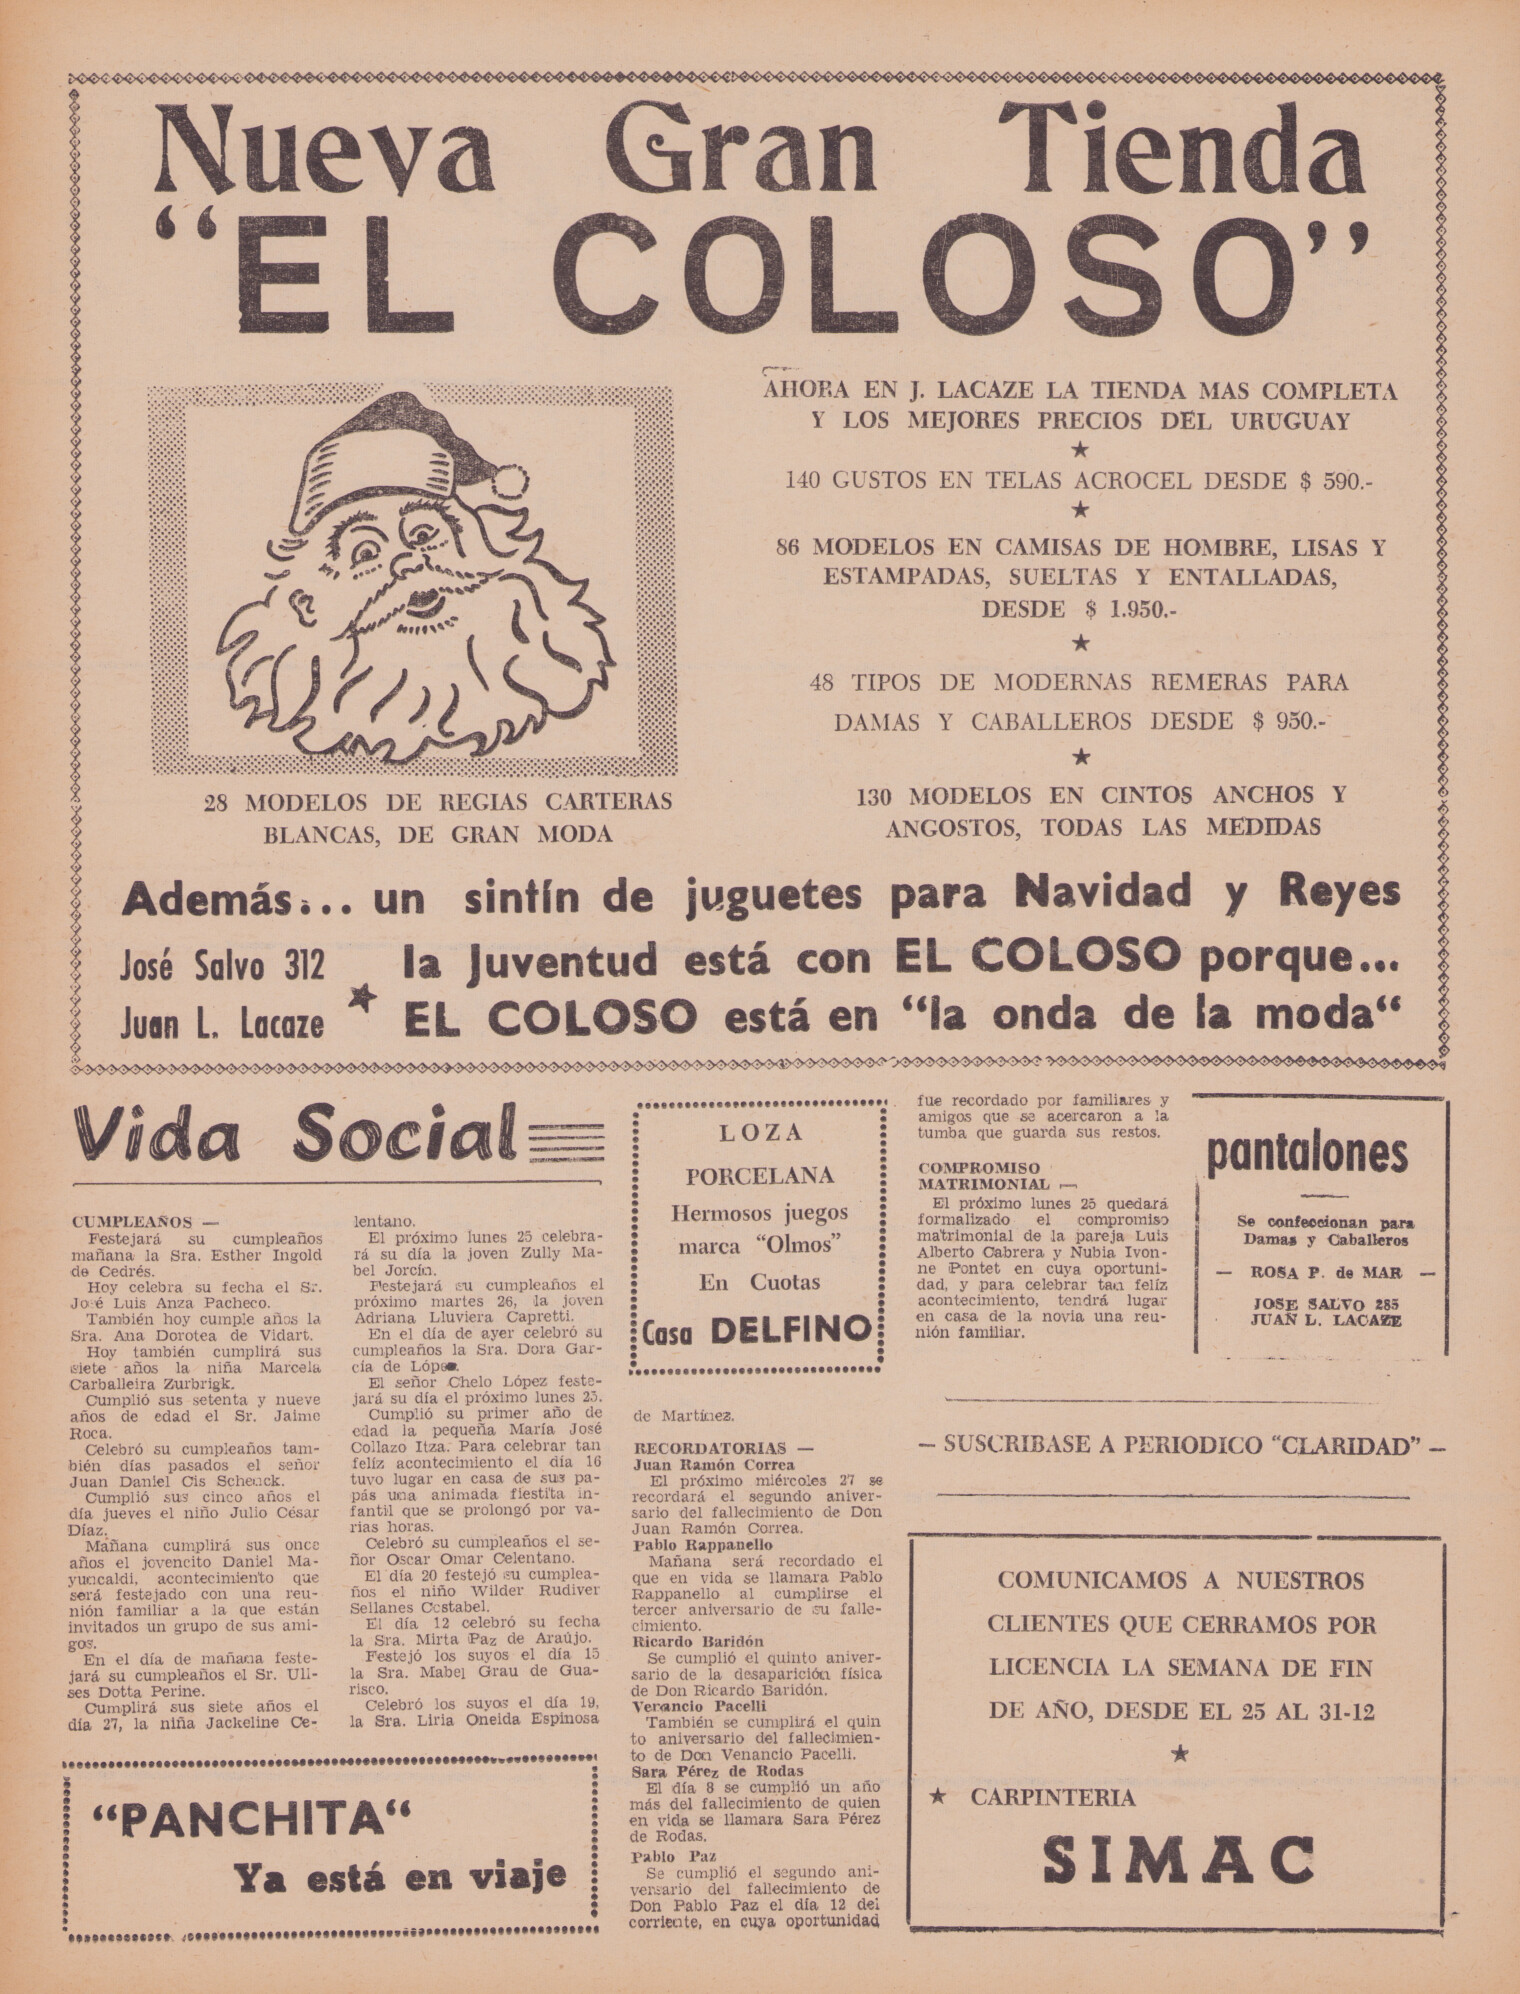 Nueva Gran Tienda
"EL COLOSO"
AHORA EN J. LACAZE LA TIENDA MAS COMPLETA
Y LOS MEJORES PRECIOS DEL URUGUAY
★
140 GUSTOS EN TELAS ACROCEL DESDE $ 590.-
★
86 MODELOS EN CAMISAS DE HOMBRE, LISAS Y
ESTAMPADAS, SUELTAS Y ENTALLADAS,
DESDE $ 1.950.-
★
48 TIPOS DE MODERNAS REMERAS PARA
DAMAS Y CABALLEROS DESDE $ 950.-
★
130 MODELOS EN CINTOS ANCHOS Y
ANGOSTOS, TODAS LAS MEDIDAS
28 MODELOS DE REGIAS CARTERAS
BLANCAS, DE GRAN MODA
Además... un sintín de juguetes para Navidad y Reyes
José Salvo 312
Juan L. Lacaze
★
la Juventud está con EL COLOSO porque...
EL COLOSO está en "la onda de la moda"
Vida Social
CUMPLEAÑOS —
Festejará su cumpleaños
mañana la Sra. Esther Ingold
de Cedrés.
Hoy celebra su fecha el Sr.
José Luis Anza Pacheco.
También hoy cumple años la
Sra. Ana Dorotea de Vidart.
Hoy también cumplirá sus
siete años la niña Marcela
Carballeira Zurbrigk.
Cumplió sus setenta y nueve
años de edad el Sr. Jaime
Roca.
Celebró su cumpleaños tam-
bién días pasados el señor
Juan Daniel Cis Schenck.
Cumplió sus cinco años el
día jueves el niño Julio César
Díaz.
Mañana cumplirá sus once
años el jovencito Daniel Ma-
yuncaldi, acontecimiento que
será festejado con una reu-
nión familiar a la que están
invitados un grupo de sus ami-
gos.
En el día de mañana feste-
jará su cumpleaños el Sr. Uli-
ses Dotta Perine.
Cumplirá sus siete años el
día 27, la niña Jackeline Ce-
lentano.
El próximo lunes 25 celebra-
rá su día la joven Zully Ma-
bel Jorcín.
Festejará su cumpleaños el
próximo martes 26, la joven
Adriana Lluviera Capretti.
En el día de ayer celebró su
cumpleaños la Sra. Dora Gar-
cía de López.
El señor Chelo López feste-
jará su día el próximo lunes 25.
Cumplió su primer año de
edad la pequeña María José
Collazo Itza. Para celebrar tan
feliz acontecimiento el día 16
tuvo lugar en casa de sus pa-
pás una animada fiestita in-
fantil que se prolongó por va-
rias horas.
Celebró su cumpleaños el se-
ñor Oscar Omar Celentano.
El día 20 festejó su cumplea-
ños el niño Wilder Rudiver
Sellanes Costabel.
El día 12 celebró su fecha
la Sra. Mirta Paz de Araújo.
Festejó los suyos el día 15
la Sra. Mabel Grau de Gua-
risco.
Celebró los suyos el día 19,
la Sra. Liria Oneida Espinosa
"PANCHITA"
Ya está en viaje
LOZA
PORCELANA
Hermosos juegos
marca "Olmos"
En Cuotas
Casa DELFINO
de Martínez.
RECORDATORIAS —
Juan Ramón Correa
El próximo miércoles 27 se
recordará el segundo aniver-
sario del fallecimiento de Don
Juan Ramón Correa.
Pablo Rappanello
Mañana será recordado el
que en vida se llamara Pablo
Rappanello al cumplirse el
tercer aniversario de su falle-
cimiento.
Ricardo Baridón
Se cumplió el quinto aniver-
sario de la desaparición física
de Don Ricardo Baridón.
Verancio Pacelli
También se cumplirá el quin
to aniversario del fallecimien-
to de Don Venancio Pacelli.
Sara Pérez de Rodas
El día 8 se cumplió un año
más del fallecimiento de quien
en vida se llamara Sara Pérez
de Rodas.
Pablo Paz
Se cumplió el segundo ani-
versario del fallecimiento de
Don Pablo Paz el día 12 del
corriente, en cuya oportunidad
fue recordado por familiares y
amigos que se acercaron a la
tumba que guarda sus restos.
COMPROMISO
MATRIMONIAL —
El próximo lunes 25 quedará
formalizado el compromiso
matrimonial de la pareja Luis
Alberto Cabrera y Nubia Ivon-
ne Pontet en cuya oportuni-
dad, y para celebrar tan felíz
acontecimiento, tendrá lugar
en casa de la novia una reu-
nión familiar.
pantalones
Se confeccionan para
Damas y Caballeros
— ROSA P. de MAR —
JOSE SALVO 285
JUAN L. LACAZE
— SUSCRIBASE A PERIODICO "CLARIDAD" —
COMUNICAMOS A NUESTROS
CLIENTES QUE CERRAMOS POR
LICENCIA LA SEMANA DE FIN
DE AÑO, DESDE EL 25 AL 31-12
★
★ CARPINTERIA
SIMAC